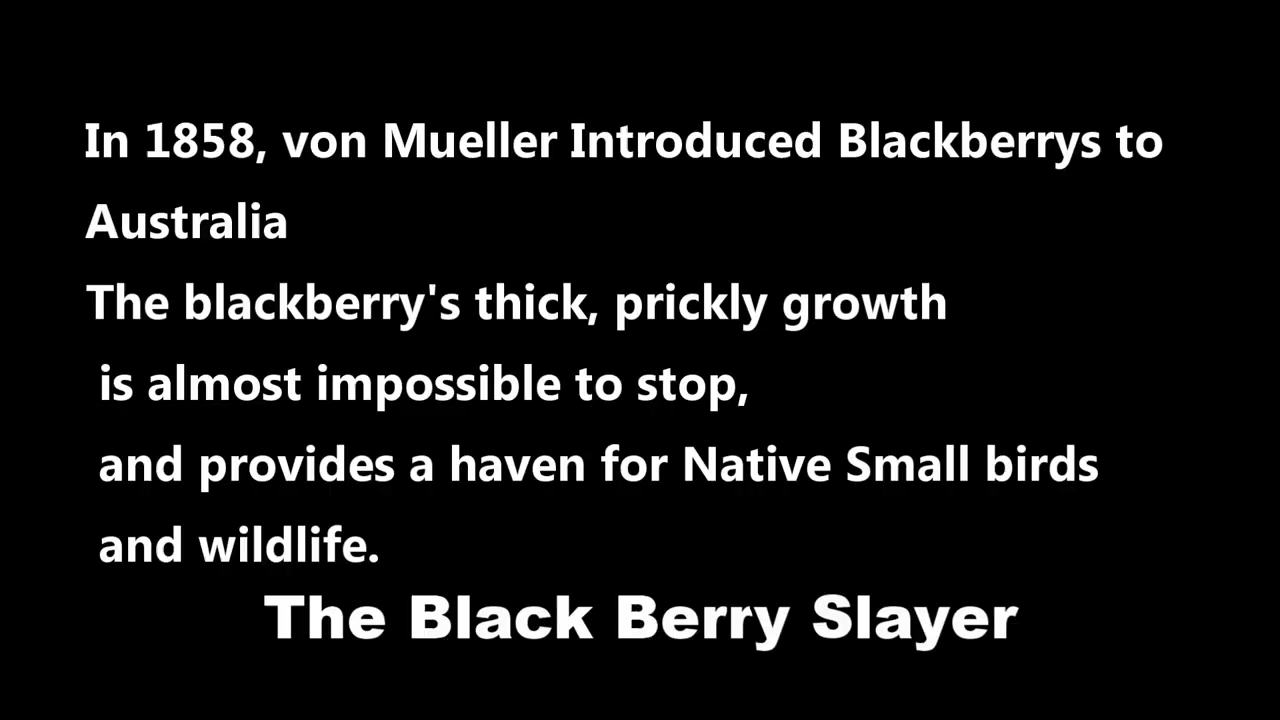 In 1858, von Mueller Introduced Blackberrys to
Australia
The blackberry's thick, prickly growth
is almost impossible to stop,
and provides a haven for Native Small birds
and wildlife.
The Black Berry Slayer